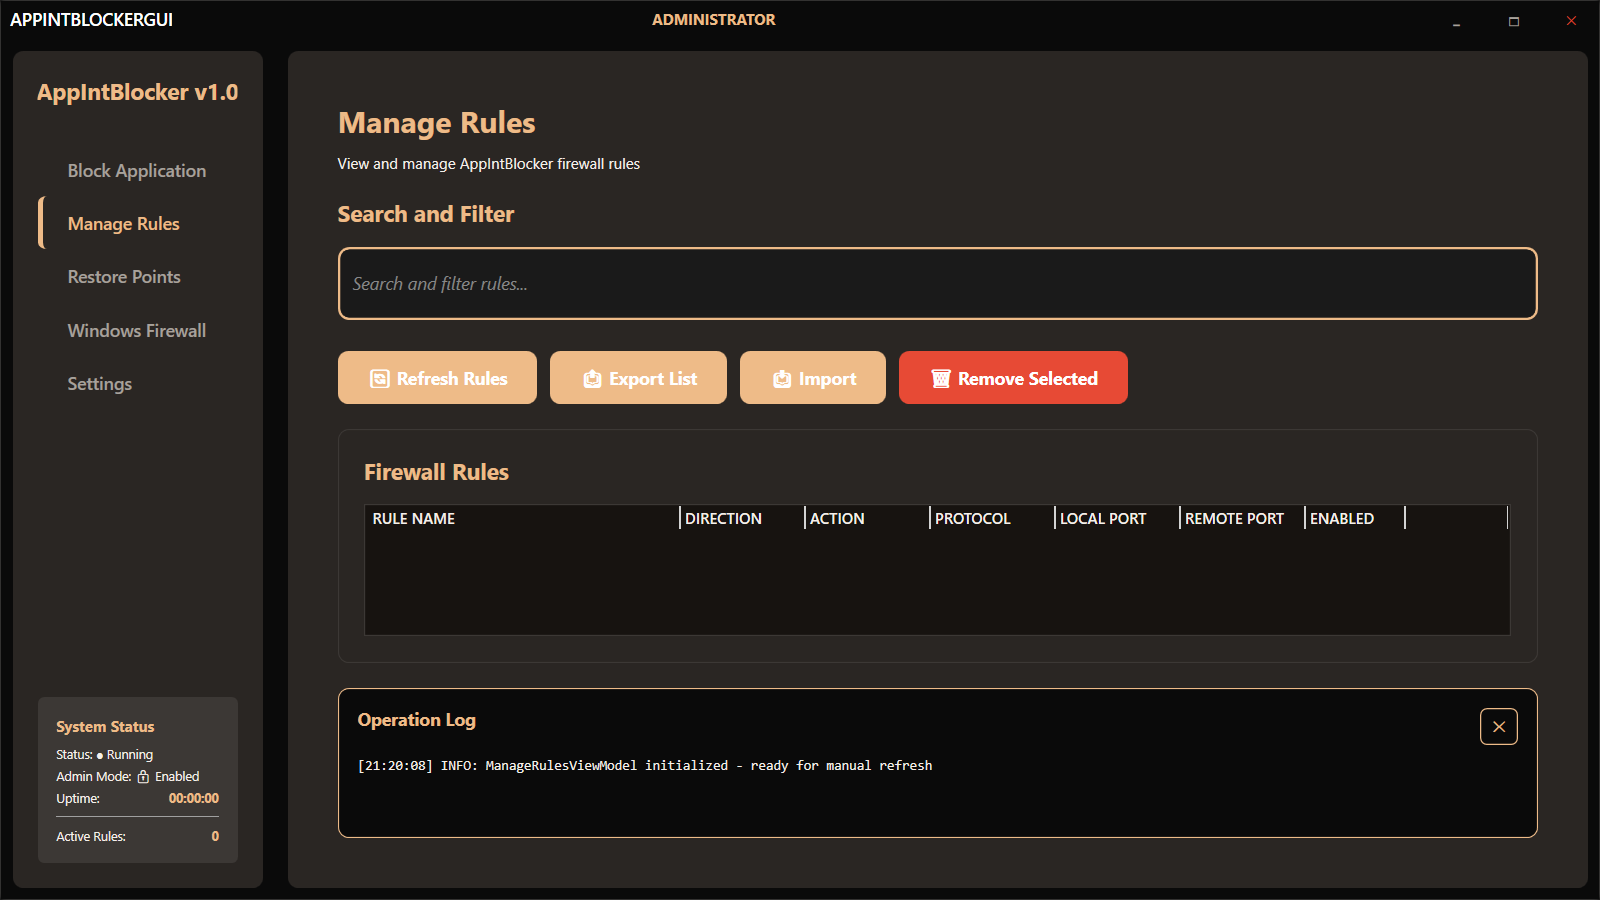 APPINTBLOCKERGUI
ADMINISTRATOR
AppIntBlocker v1.0
Block Application
Manage Rules
Restore Points
Windows Firewall
Settings
System Status
Status: ● Running
Admin Mode: Enabled
Uptime: 00:00:00
Active Rules: 0
Manage Rules
View and manage AppIntBlocker firewall rules
Search and Filter
Search and filter rules...
Refresh Rules Export List Import Remove Selected
Firewall Rules
RULE NAME DIRECTION ACTION PROTOCOL LOCAL PORT REMOTE PORT ENABLED
Operation Log
[21:20:08] INFO: ManageRulesViewModel initialized - ready for manual refresh